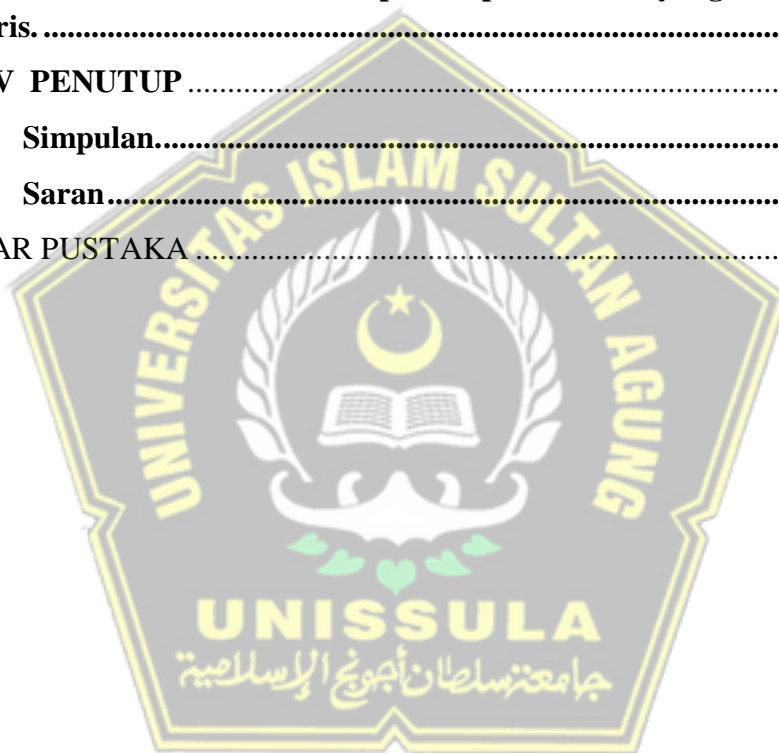 ris. ................................................................................
V PENUTUP ................................................................
Simpulan.....................................................................
Saran...........................................................................
AR PUSTAKA ...............................................................
UNIVERSITAS ISLAM SULTAN AGUNG
UNISSULA
جامعة سلطان أجونج الإسلامية